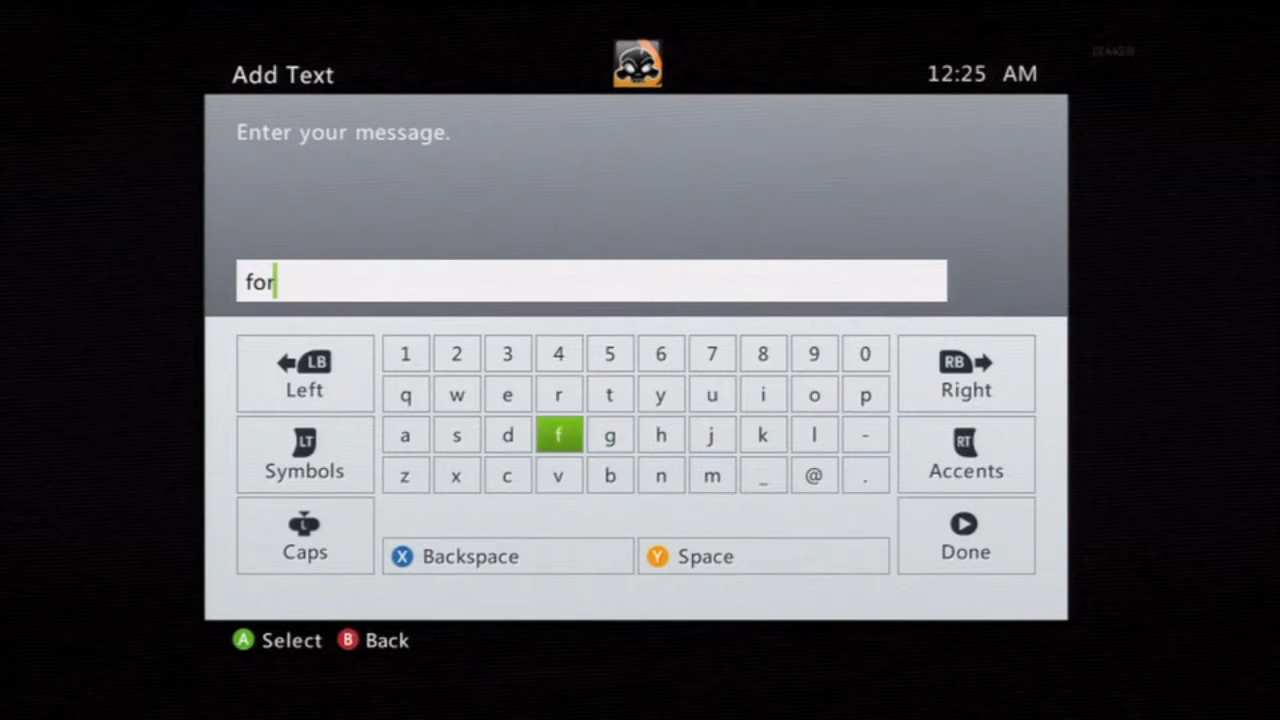 Add Text
12:25 AM
Enter your message.
for
LB
Left
1 2 3 4 5 6 7 8 9 0
RB
Right
q w e r t y u i o p
LT
Symbols
a s d f g h j k l -
RT
Accents
z x c v b n m _ @ .
L
Caps
X Backspace
Y Space
Done
A Select B Back